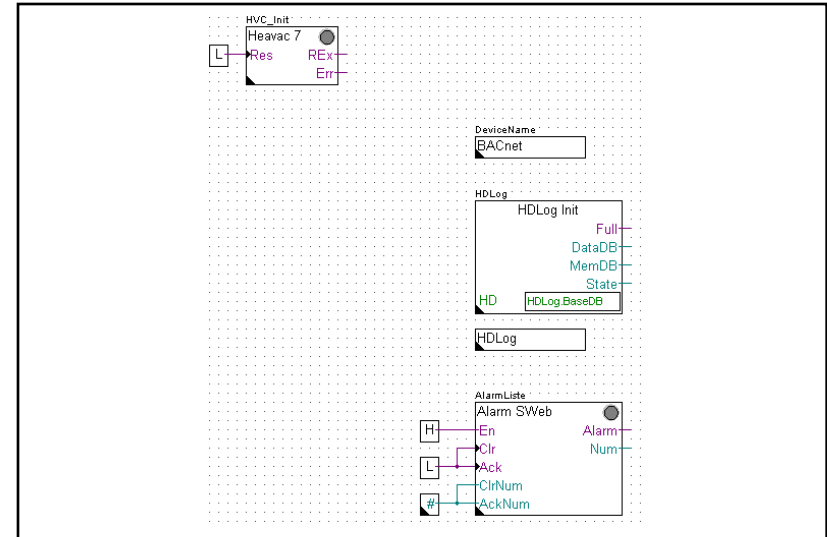 HVC_Init
Heavac 7
L Res REx
Err
DeviceName
BACnet
HDLog
HDLog Init
Full
DataDB
MemDB
State
HD HDLog.BaseDB
HDLog
AlarmListe
Alarm SWeb
H En Alarm
Clr Num
L Ack
ClrNum
# AckNum